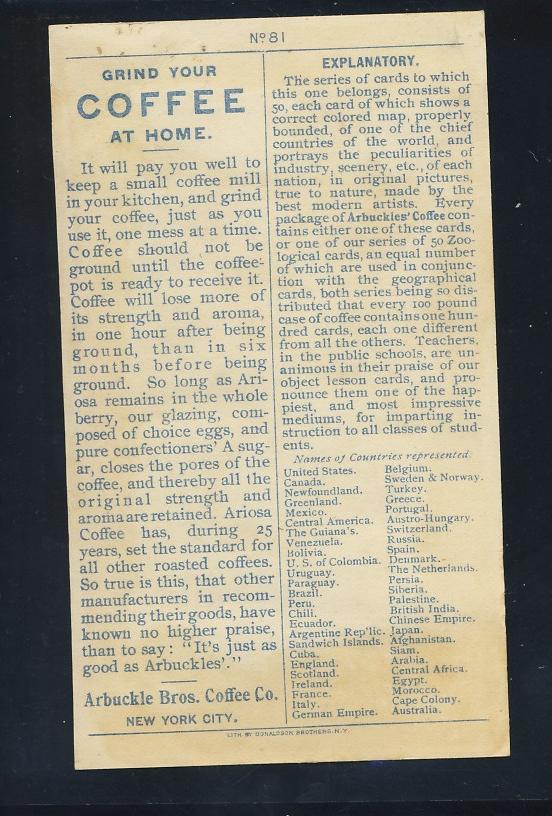 Nº 81
GRIND YOUR
COFFEE
AT HOME.
It will pay you well to
keep a small coffee mill
in your kitchen, and grind
your coffee, just as you
use it, one mess at a time.
Coffee should not be
ground until the coffee-
pot is ready to receive it.
Coffee will lose more of
its strength and aroma,
in one hour after being
ground, than in six
months before being
ground. So long as Ari-
osa remains in the whole
berry, our glazing, com-
posed of choice eggs, and
pure confectioners' A sug-
ar, closes the pores of the
coffee, and thereby all the
original strength and
aroma are retained. Ariosa
Coffee has, during 25
years, set the standard for
all other roasted coffees.
So true is this, that other
manufacturers in recom-
mending their goods, have
known no higher praise,
than to say: "It's just as
good as Arbuckles'."
Arbuckle Bros. Coffee Co.
NEW YORK CITY.
EXPLANATORY.
The series of cards to which
this one belongs, consists of
50, each card of which shows a
correct colored map, properly
bounded, of one of the chief
countries of the world, and
portrays the peculiarities of
industry, scenery, etc., of each
nation, in original pictures,
true to nature, made by the
best modern artists. Every
package of Arbuckles' Coffee con-
tains either one of these cards,
or one of our series of 50 Zoo-
logical cards, an equal number
of which are used in conjunc-
tion with the geographical
cards, both series being so dis-
tributed that every 100 pound
case of coffee contains one hun-
dred cards, each one different
from all the others. Teachers,
in the public schools, are un-
animous in their praise of our
object lesson cards, and pro-
nounce them one of the hap-
piest, and most impressive
mediums, for imparting in-
struction to all classes of stud-
ents.
Names of Countries represented:
United States.
Canada.
Newfoundland.
Greenland.
Mexico.
Central America.
The Guiana's.
Venezuela.
Bolivia.
U. S. of Colombia.
Uruguay.
Paraguay.
Brazil.
Peru.
Chili.
Ecuador.
Argentine Rep'lic.
Sandwich Islands.
Cuba.
England.
Scotland.
Ireland.
France.
Italy.
German Empire.
Belgium.
Sweden & Norway.
Turkey.
Greece.
Portugal.
Austro-Hungary.
Switzerland.
Russia.
Spain.
Denmark.
The Netherlands.
Persia.
Siberia.
Palestine.
British India.
Chinese Empire.
Japan.
Afghanistan.
Siam.
Arabia.
Central Africa.
Egypt.
Morocco.
Cape Colony.
Australia.
LITH. BY DONALDSON BROTHERS, N.Y.